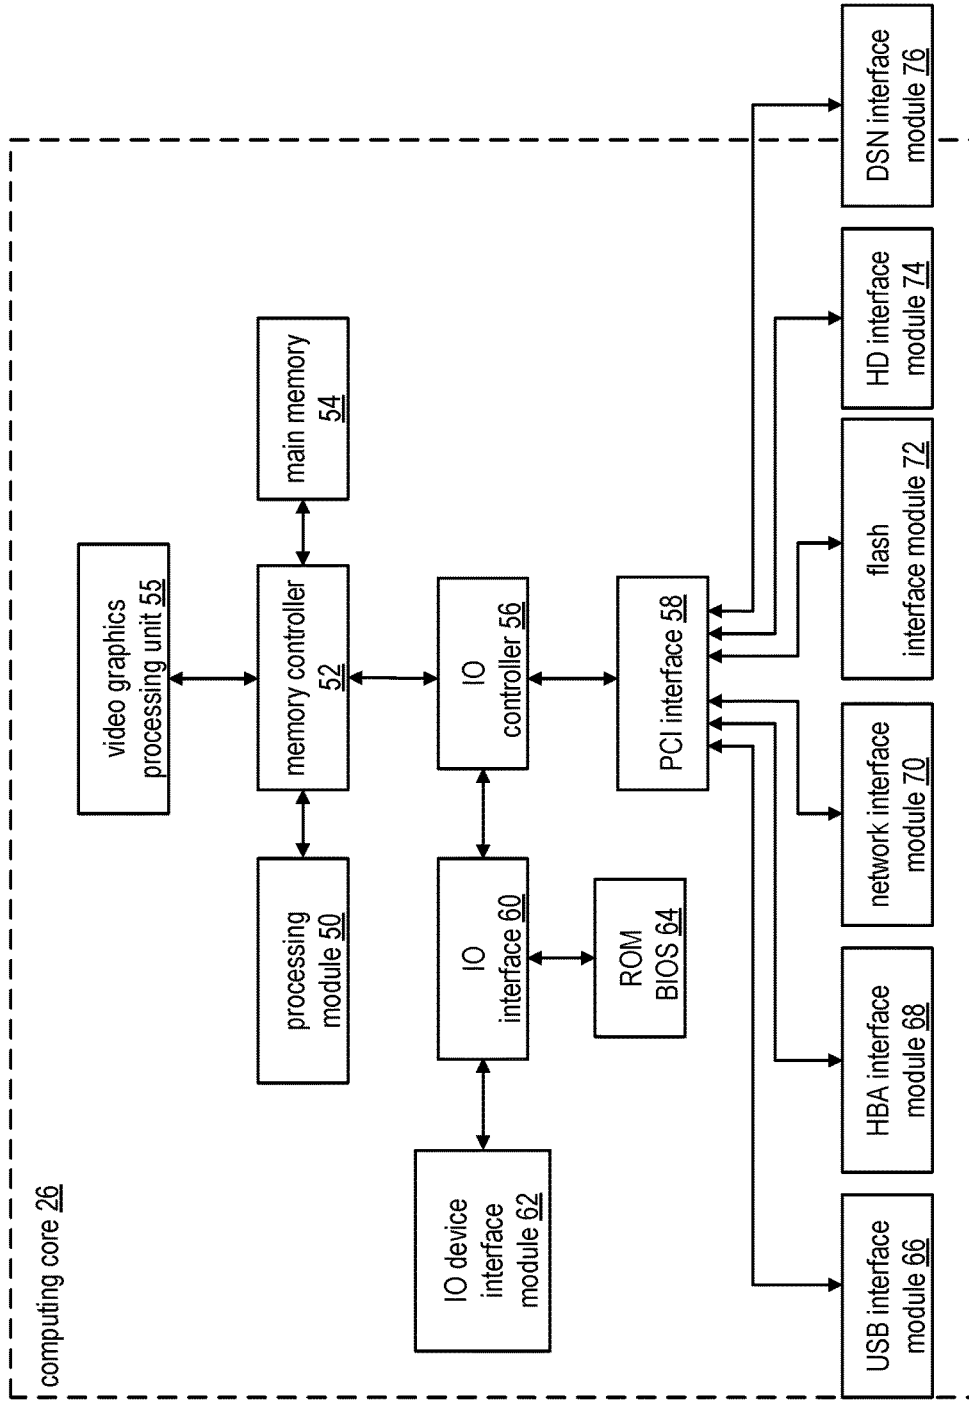 computing core 26
video graphics
processing unit 55
processing
module 50
memory controller
52
main memory
54
IO device
interface
module 62
IO
interface 60
IO
controller 56
ROM
BIOS 64
PCI interface 58
USB interface
module 66
HBA interface
module 68
network interface
module 70
flash
interface module 72
HD interface
module 74
DSN interface
module 76